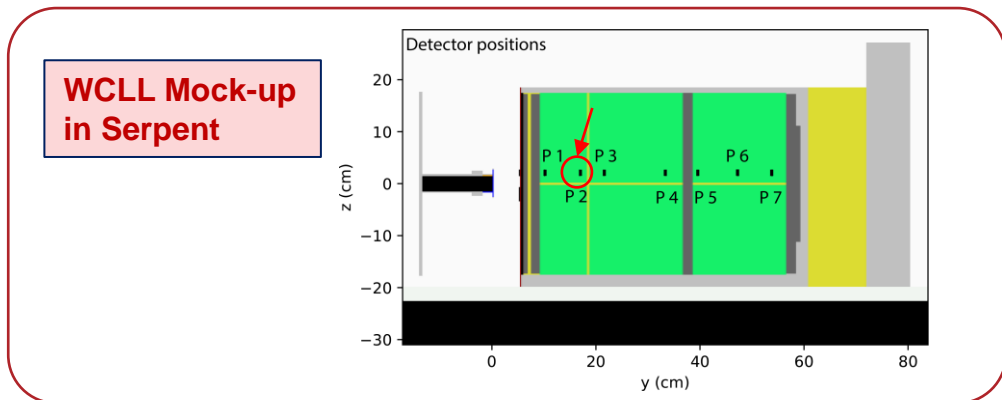 WCLL Mock-up
in Serpent
Detector positions
20
10
0
−10
−20
−30
z (cm)
P 1
P 3
P 6
P 2
P 4
P 5
P 7
0
20
40
60
80
y (cm)